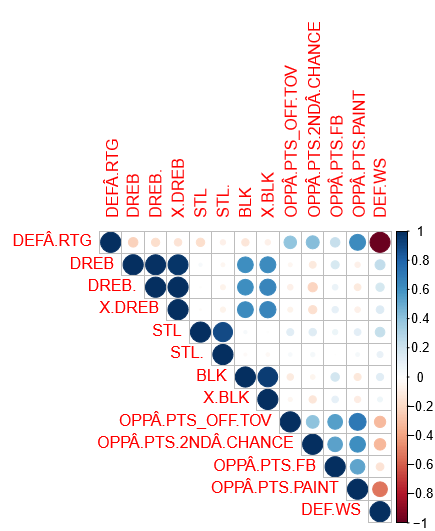 DEFÂ.RTG
DREB
DREB.
X.DREB
STL
STL.
BLK
X.BLK
OPPÂ.PTS_OFF.TOV
OPPÂ.PTS.2NDÂ.CHANCE
OPPÂ.PTS.FB
OPPÂ.PTS.PAINT
DEF.WS
DEFÂ.RTG
DREB
DREB.
X.DREB
STL
STL.
BLK
X.BLK
OPPÂ.PTS_OFF.TOV
OPPÂ.PTS.2NDÂ.CHANCE
OPPÂ.PTS.FB
OPPÂ.PTS.PAINT
DEF.WS
1
0.8
0.6
0.4
0.2
0
−0.2
−0.4
−0.6
−0.8
−1